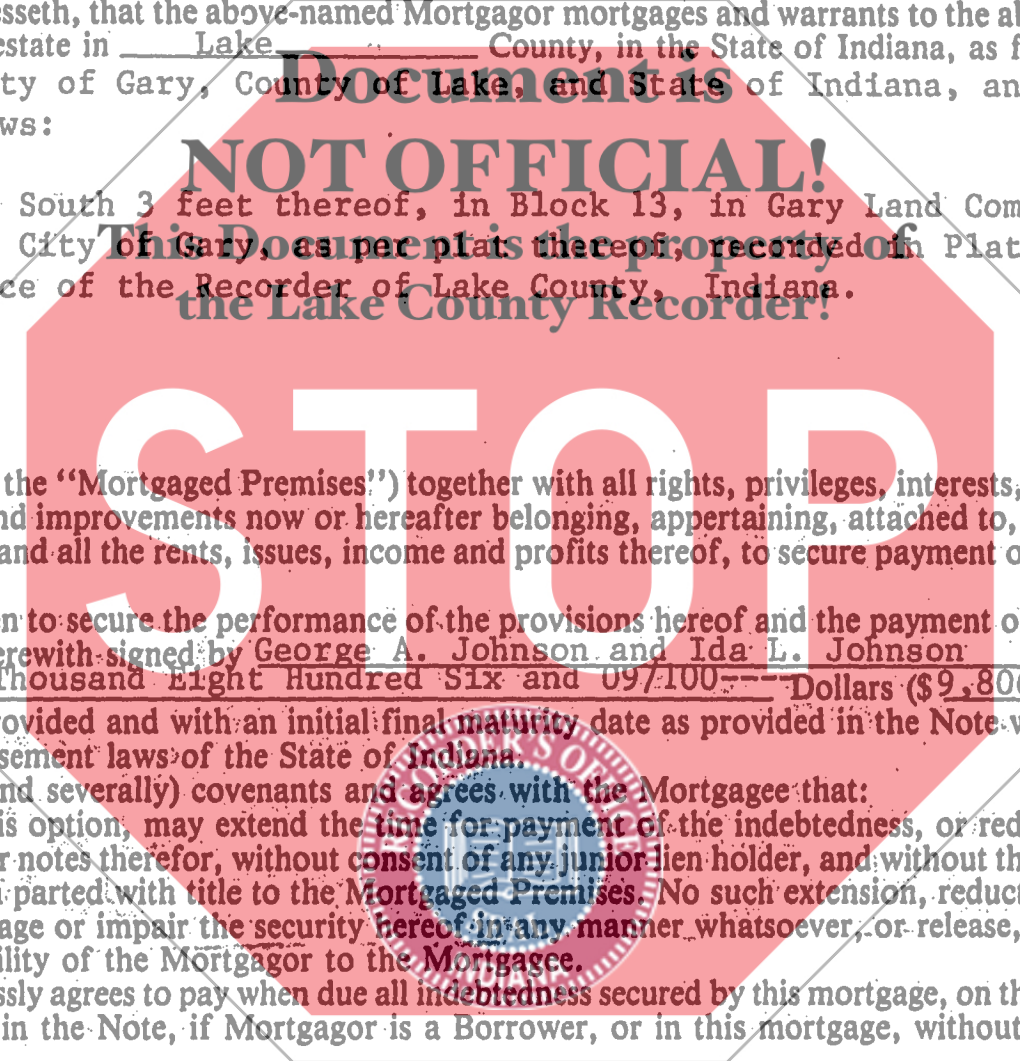 sseth, that the above-named Mortgagor mortgages and warrants to the al
estate in Lake County, in the State of Indiana, as f
Document is
ty of Gary, County of Lake, and State of Indiana, an
ws:
NOT OFFICIAL!
South 3 feet thereof, in Block 13, in Gary Land Com
This Document is the property of
City of Gary, as per plat thereof, recorded in Plat
ce of the Recorder of Lake County, Indiana.
the Lake County Recorder!
STOP
the “Mortgaged Premises”) together with all rights, privileges, interests,
nd improvements now or hereafter belonging, appertaining, attached to,
and all the rents, issues, income and profits thereof, to secure payment o
n to secure the performance of the provisions hereof and the payment o
rewith signed by George A. Johnson and Ida L. Johnson
Thousand Eight Hundred Six and 09/100---- Dollars ($9,806
rovided and with an initial final maturity date as provided in the Note w
sement laws of the State of Indiana.
nd severally) covenants and agrees with the Mortgagee that:
is option, may extend the time for payment of the indebtedness, or red
r notes therefor, without consent of any junior lien holder, and without th
parted with title to the Mortgaged Premises. No such extension, reduct
age or impair the security hereof in any manner whatsoever, or release,
ility of the Mortgagor to the Mortgagee.
ssly agrees to pay when due all indebtedness secured by this mortgage, on th
in the Note, if Mortgagor is a Borrower, or in this mortgage, without
RECORDER'S OFFICE
SEAL
INDIANA